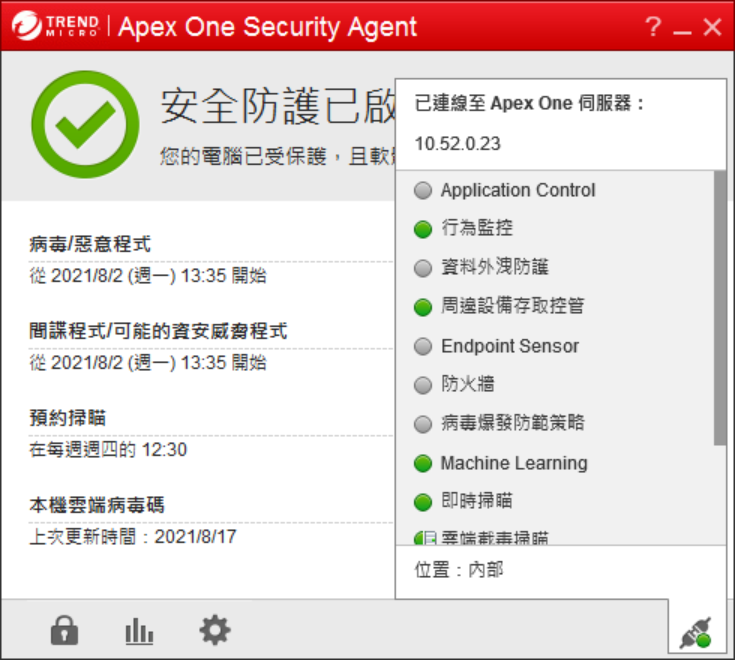 TREND MICRO | Apex One Security Agent ? – ×
安全防護已啟
您的電腦已受保護，且軟
病毒/惡意程式
從 2021/8/2 (週一) 13:35 開始
間諜程式/可能的資安威脅程式
從 2021/8/2 (週一) 13:35 開始
預約掃瞄
在每週週四的 12:30
本機雲端病毒碼
上次更新時間：2021/8/17
已連線至 Apex One 伺服器：
10.52.0.23
Application Control
行為監控
資料外洩防護
周邊設備存取控管
Endpoint Sensor
防火牆
病毒爆發防範策略
Machine Learning
即時掃瞄
雲端截毒掃瞄
位置：內部